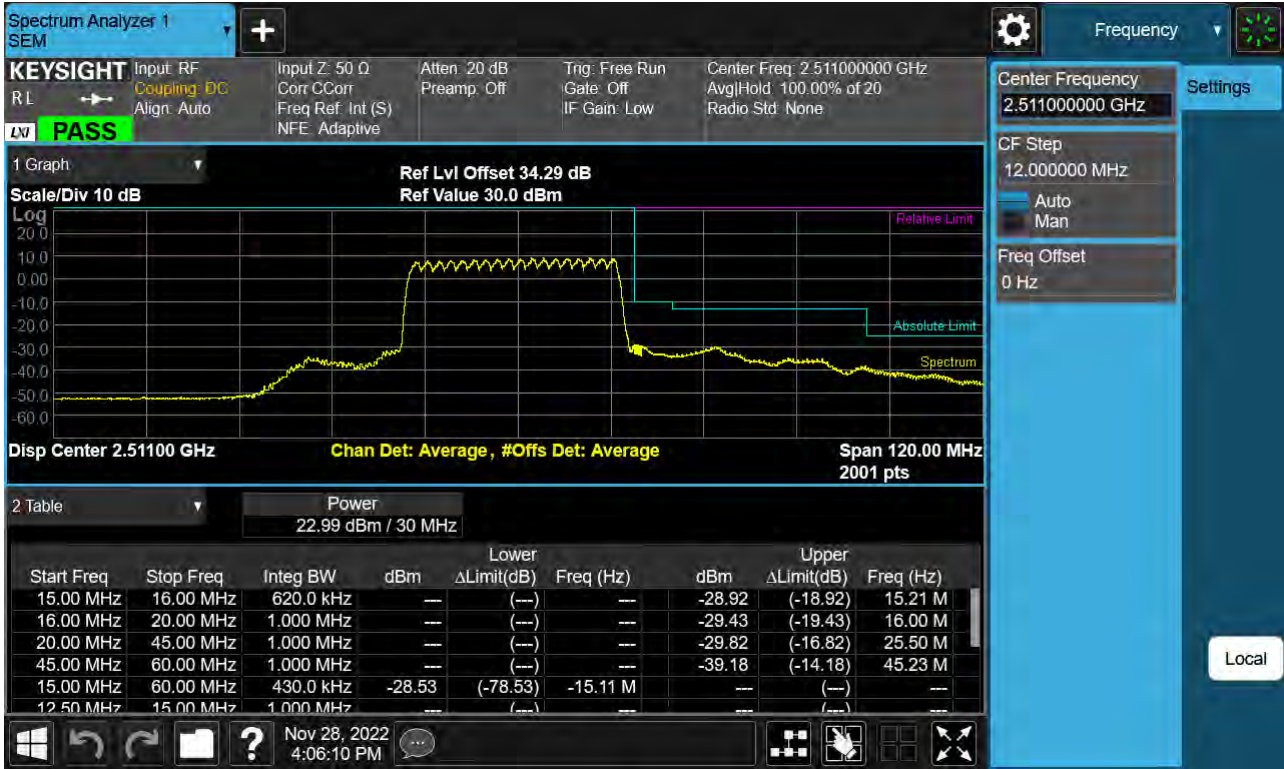 Spectrum Analyzer 1
SEM
Frequency
KEYSIGHT
Input: RF
Coupling: DC
Align: Auto
Input Z: 50 Ω
Corr CCorr
Freq Ref: Int (S)
NFE: Adaptive
Atten: 20 dB
Preamp: Off
Trig: Free Run
Gate: Off
IF Gain: Low
Center Freq: 2.511000000 GHz
Avg|Hold: 100.00% of 20
Radio Std: None
R L
LXI
PASS
Center Frequency
2.511000000 GHz
Settings
CF Step
12.000000 MHz
Auto
Man
Freq Offset
0 Hz
1 Graph
Scale/Div 10 dB
Ref Lvl Offset 34.29 dB
Ref Value 30.0 dBm
Log
20.0
10.0
0.00
-10.0
-20.0
-30.0
-40.0
-50.0
-60.0
Relative Limit
Absolute Limit
Spectrum
Disp Center 2.51100 GHz
Chan Det: Average, #Offs Det: Average
Span 120.00 MHz
2001 pts
2 Table
Power
22.99 dBm / 30 MHz
Lower Upper
Start Freq Stop Freq Integ BW dBm ΔLimit(dB) Freq (Hz) dBm ΔLimit(dB) Freq (Hz)
15.00 MHz 16.00 MHz 620.0 kHz --- (---) --- -28.92 (-18.92) 15.21 M
16.00 MHz 20.00 MHz 1.000 MHz --- (---) --- -29.43 (-19.43) 16.00 M
20.00 MHz 45.00 MHz 1.000 MHz --- (---) --- -29.82 (-16.82) 25.50 M
45.00 MHz 60.00 MHz 1.000 MHz --- (---) --- -39.18 (-14.18) 45.23 M
15.00 MHz 60.00 MHz 430.0 kHz -28.53 (-78.53) -15.11 M --- (---) ---
12.50 MHz 15.00 MHz 1.000 MHz --- (---) --- --- (---) ---
Local
?
Nov 28, 2022
4:06:10 PM